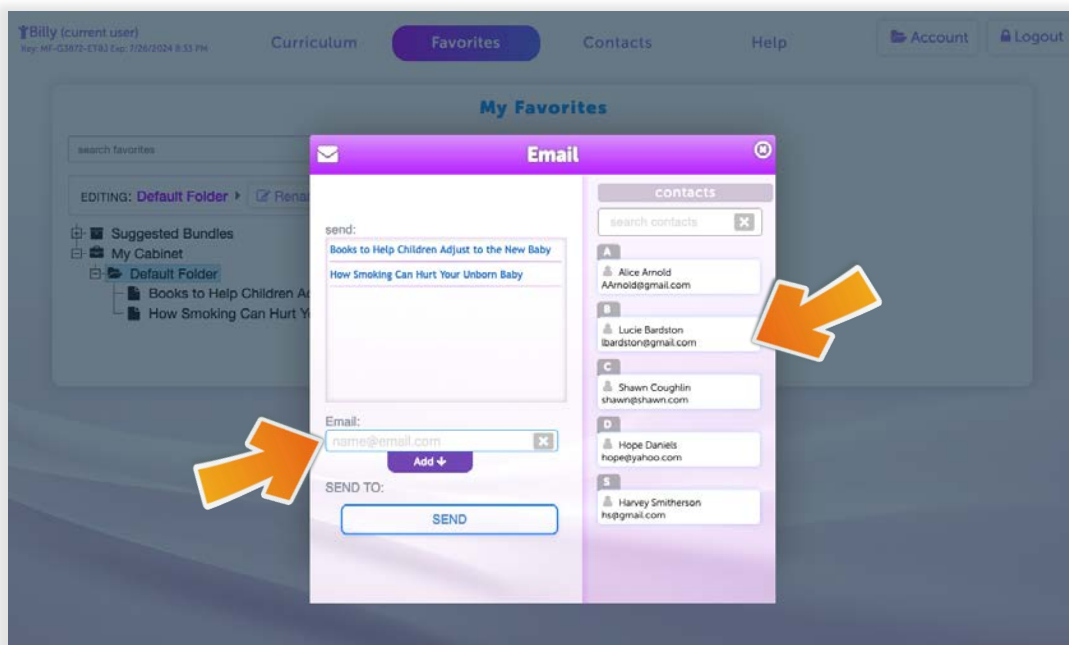 Billy (current user)
Key: MF-G3872-ET82 Exp: 7/26/2024 8:33 PM
Curriculum
Favorites
Contacts
Help
Account
Logout
My Favorites
search favorites
EDITING: Default Folder
Rena
Suggested Bundles
My Cabinet
Default Folder
Books to Help Children A
How Smoking Can Hurt Y
Email
send:
Books to Help Children Adjust to the New Baby
How Smoking Can Hurt Your Unborn Baby
Email:
name@email.com
Add
SEND TO:
SEND
contacts
search contacts
A
Alice Arnold
AArnold@gmail.com
B
Lucie Bardston
lbardston@gmail.com
C
Shawn Coughlin
shawn@shawn.com
D
Hope Daniels
hope@yahoo.com
S
Harvey Smitherson
hs@gmail.com